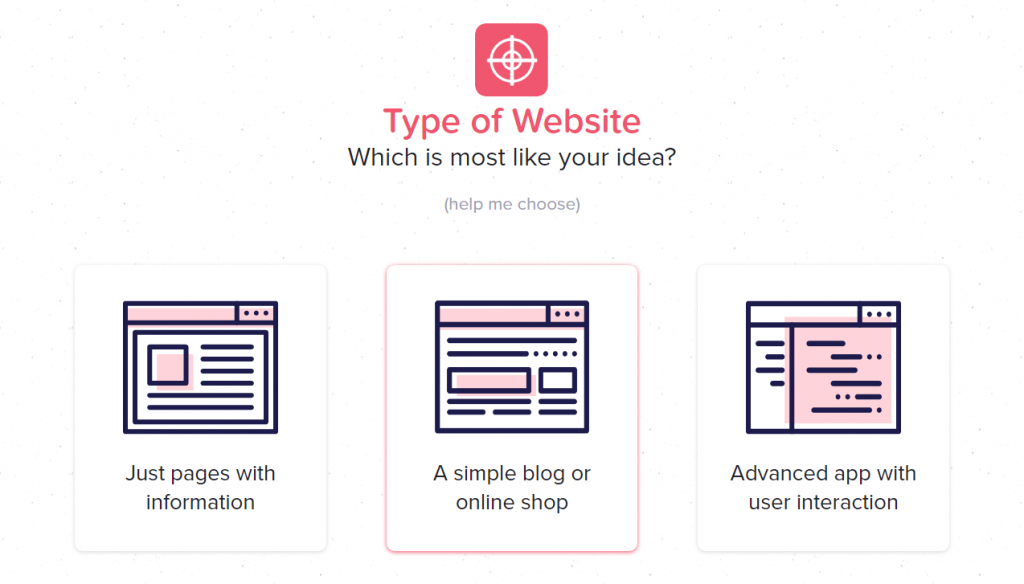 Type of Website
Which is most like your idea?
(help me choose)
Just pages with
information
A simple blog or
online shop
Advanced app with
user interaction